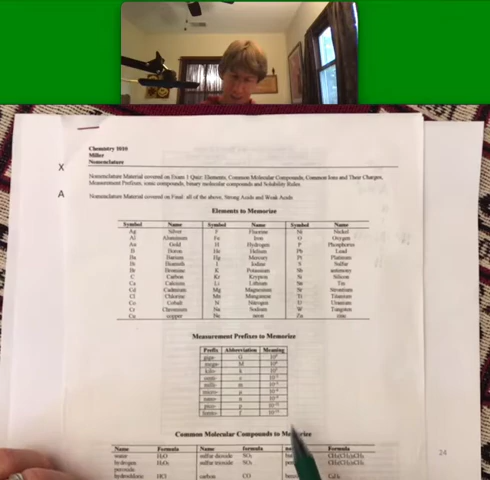 Chemistry 1010
Miller
Nomenclature
X
A
Nomenclature Material covered on Exam 1 Quiz: Elements, Common Molecular Compounds, Common Ions and Their Charges,
Measurement Prefixes, ionic compounds, binary molecular compounds and Solubility Rules
Nomenclature Material covered on Final: all of the above, Strong Acids and Weak Acids
Elements to Memorize
Symbol Name Symbol Name Symbol Name
Ag Silver F Fluorine Ni Nickel
Al Aluminum Fe Iron O Oxygen
Au Gold H Hydrogen P Phosphorus
B Boron He Helium Pb Lead
Ba Barium Hg Mercury Pt Platinum
Bi Bismuth I Iodine S Sulfur
Br Bromine K Potassium Sb antimony
C Carbon Kr Krypton Si Silicon
Ca Calcium Li Lithium Sn Tin
Cd Cadmium Mg Magnesium Sr Strontium
Cl Chlorine Mn Manganese Ti Titanium
Co Cobalt N Nitrogen U Uranium
Cr Chromium Na Sodium W Tungsten
Cu copper Ne neon Zn zinc
Measurement Prefixes to Memorize
Prefix Abbreviation Meaning
giga- G 10⁹
mega- M 10⁶
kilo- k 10³
centi- c
milli- m
micro- μ
nano- n
pico- p
femto- f
Common Molecular Compounds to
Name Formula name formula Formula
water H₂O sulfur dioxide
hydrogen peroxide H₂O₂ sulfur trioxide
HCl carbon CO
24